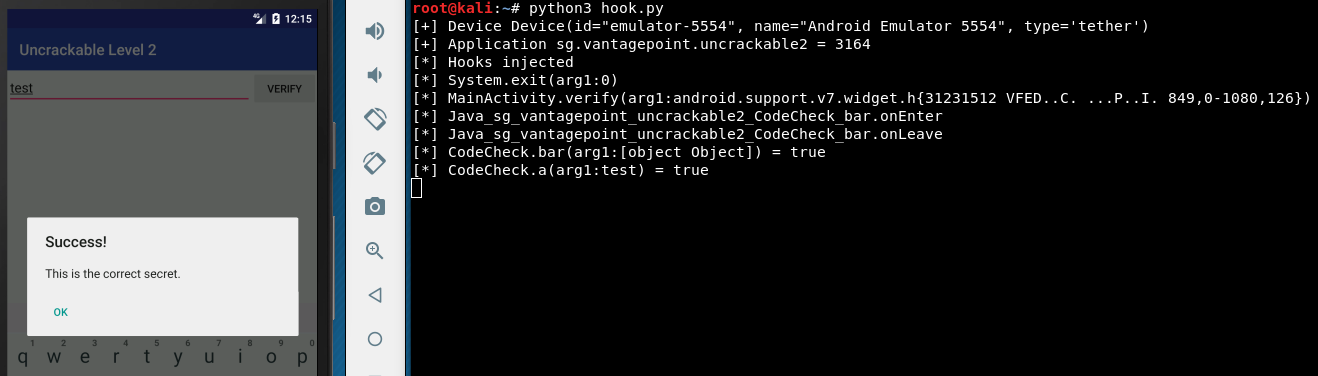 12:15
Uncrackable Level 2
test
VERIFY
Success!
This is the correct secret.
OK
1 2 3 4 5 6 7 8 9 0
q w e r t y u i o p
root@kali:~# python3 hook.py
[+] Device Device(id="emulator-5554", name="Android Emulator 5554", type='tether')
[+] Application sg.vantagepoint.uncrackable2 = 3164
[*] Hooks injected
[*] System.exit(arg1:0)
[*] MainActivity.verify(arg1:android.support.v7.widget.h{31231512 VFED..C. ...P..I. 849,0-1080,126})
[*] Java_sg_vantagepoint_uncrackable2_CodeCheck_bar.onEnter
[*] Java_sg_vantagepoint_uncrackable2_CodeCheck_bar.onLeave
[*] CodeCheck.bar(arg1:[object Object]) = true
[*] CodeCheck.a(arg1:test) = true